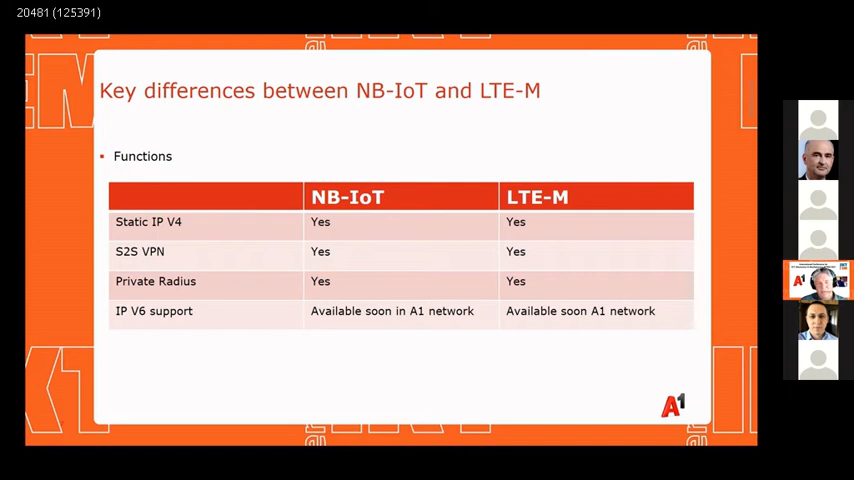 20481 (125391)
Key differences between NB-IoT and LTE-M
Functions
NB-IoT LTE-M
Static IP V4 Yes Yes
S2S VPN Yes Yes
Private Radius Yes Yes
IP V6 support Available soon in A1 network Available soon A1 network
A1
A1